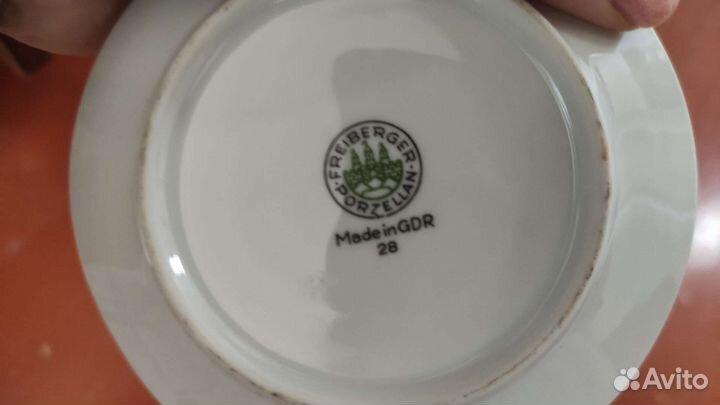 FREIBERGER
PORZELLAN
Made in GDR
28
Avito